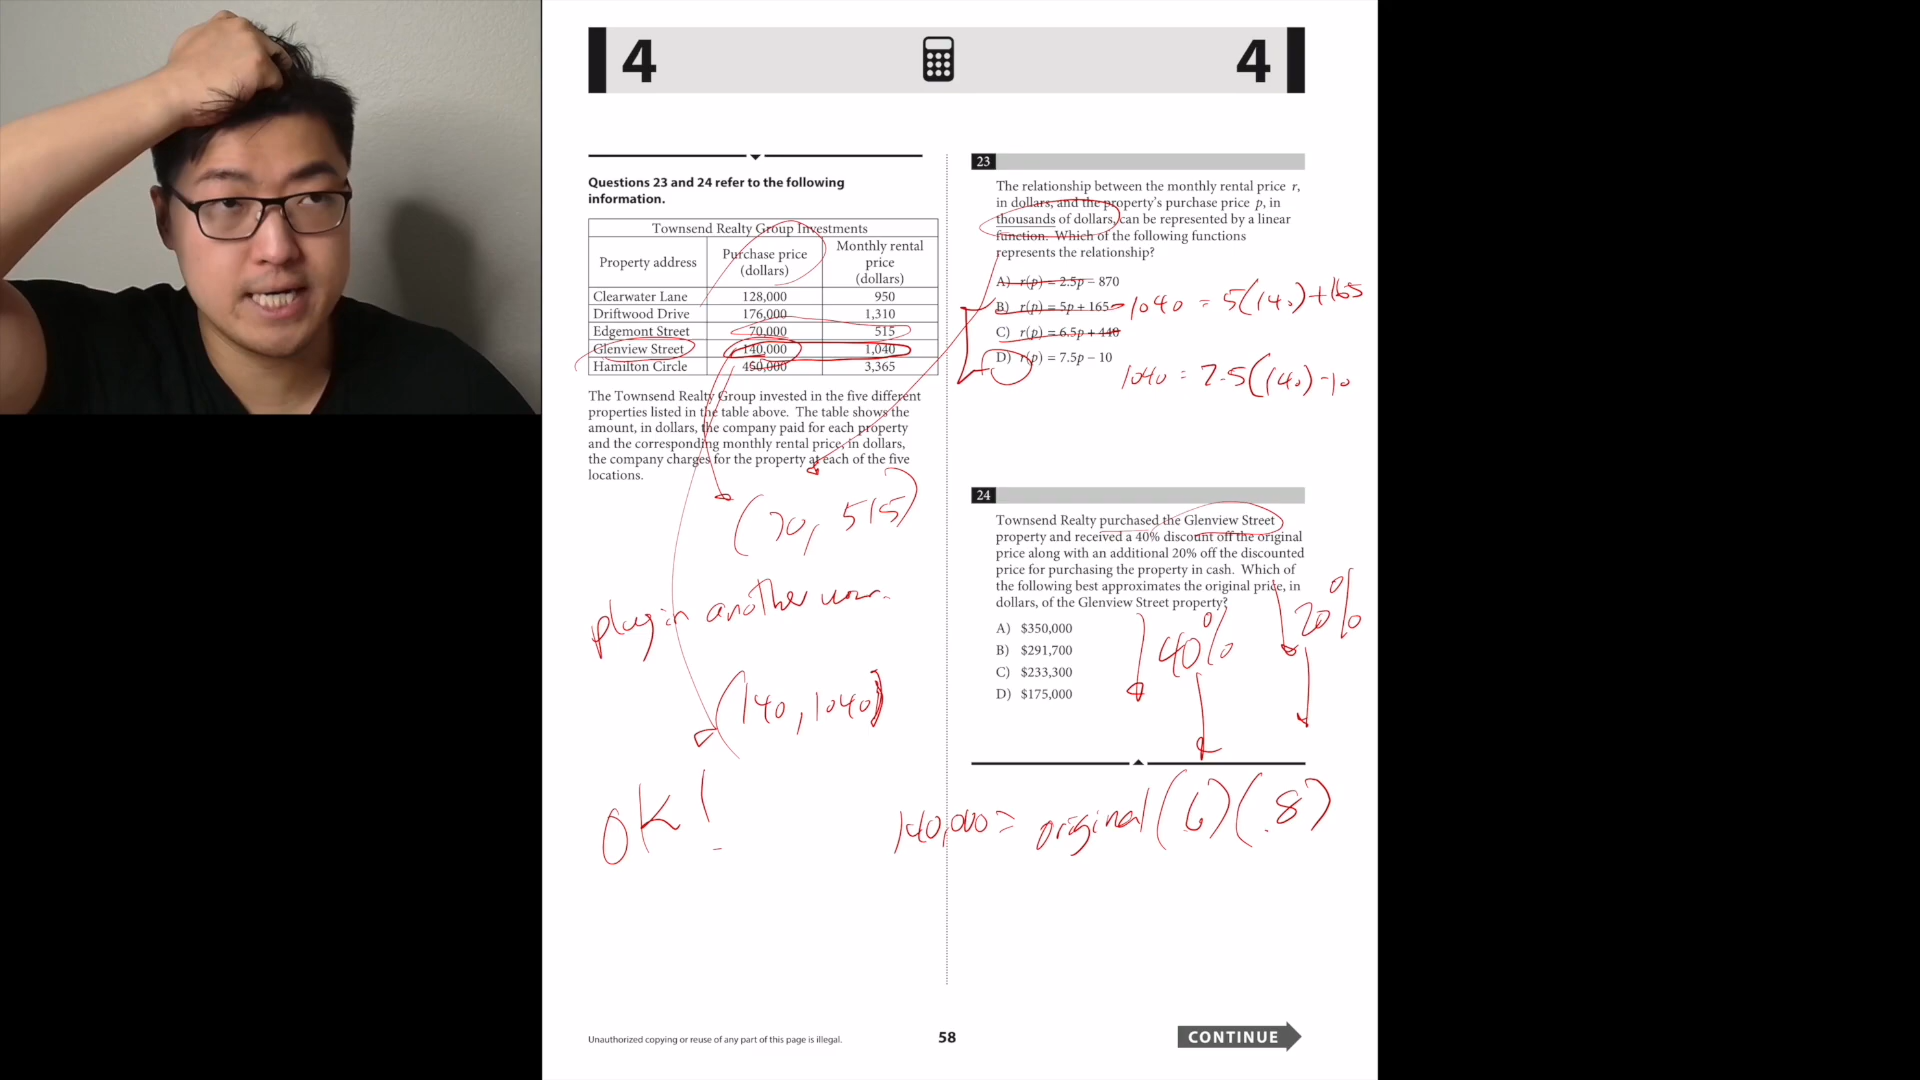 4 4
Questions 23 and 24 refer to the following
information.
Townsend Realty Group Investments
Property address Purchase price (dollars) Monthly rental price (dollars)
Clearwater Lane 128,000 950
Driftwood Drive 176,000 1,310
Edgemont Street 70,000 515
Glenview Street 140,000 1,040
Hamilton Circle 450,000 3,365
The Townsend Realty Group invested in the five different
properties listed in the table above. The table shows the
amount, in dollars, the company paid for each property
and the corresponding monthly rental price, in dollars,
the company charges for the property at each of the five
locations.
(70, 515)
plug in another
(140, 1040)
OK!
23
The relationship between the monthly rental price r,
in dollars, and the property's purchase price p, in
thousands of dollars, can be represented by a linear
function. Which of the following functions
represents the relationship?
A) r(p) = 2.5p − 870
B) r(p) = 5p + 165
1040 = 5(140)+165
C) r(p) = 6.5p + 440
D) r(p) = 7.5p − 10
1040 = 7.5(140)-10
24
Townsend Realty purchased the Glenview Street
property and received a 40% discount off the original
price along with an additional 20% off the discounted
price for purchasing the property in cash. Which of
the following best approximates the original price, in
dollars, of the Glenview Street property?
A) $350,000
B) $291,700
C) $233,300
D) $175,000
40% 20%
140,000 = original (.6)(.8)
Unauthorized copying or reuse of any part of this page is illegal.
58
CONTINUE